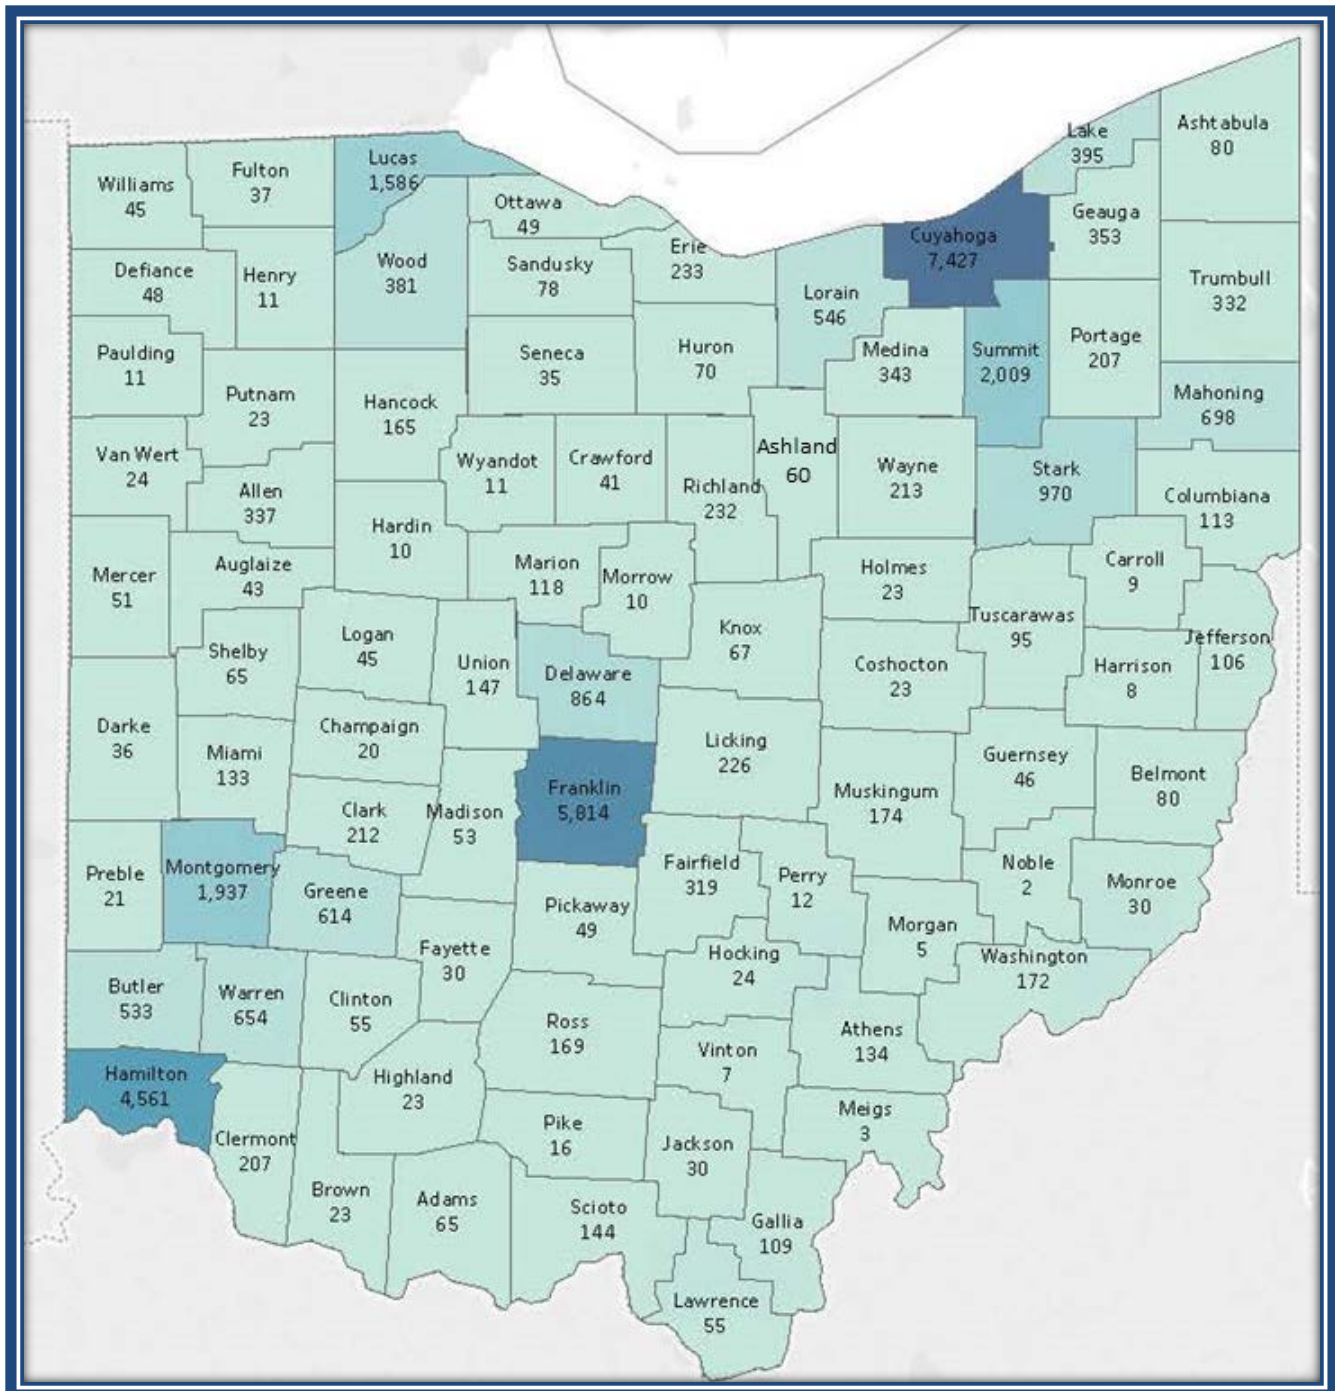 Lake
395
Ashtabula
80
Lucas
1,586
Fulton
37
Williams
45
Ottawa
49
Geauga
353
Cuyahoga
7,427
Erie
233
Wood
381
Sandusky
78
Defiance
48
Henry
11
Trumbull
332
Lorain
546
Portage
207
Medina
343
Summit
2,009
Huron
70
Seneca
35
Paulding
11
Putnam
23
Hancock
165
Mahoning
698
Ashland
60
Van Wert
24
Wyandot
11
Crawford
41
Wayne
213
Stark
970
Richland
232
Allen
337
Columbiana
113
Hardin
10
Carroll
9
Auglaize
43
Marion
118
Holmes
23
Mercer
51
Morrow
10
Tuscarawas
95
Knox
67
Logan
45
Jefferson
106
Shelby
65
Union
147
Coshocton
23
Harrison
8
Delaware
864
Darke
36
Champaign
20
Licking
226
Miami
133
Guernsey
46
Belmont
80
Franklin
5,814
Muskingum
174
Clark
212
Madison
53
Fairfield
319
Noble
2
Montgomery
1,937
Preble
21
Perry
12
Monroe
30
Greene
614
Pickaway
49
Morgan
5
Fayette
30
Hocking
24
Washington
172
Butler
533
Warren
654
Clinton
55
Ross
169
Athens
134
Vinton
7
Hamilton
4,561
Highland
23
Meigs
3
Pike
16
Clermont
207
Jackson
30
Brown
23
Adams
65
Scioto
144
Gallia
109
Lawrence
55